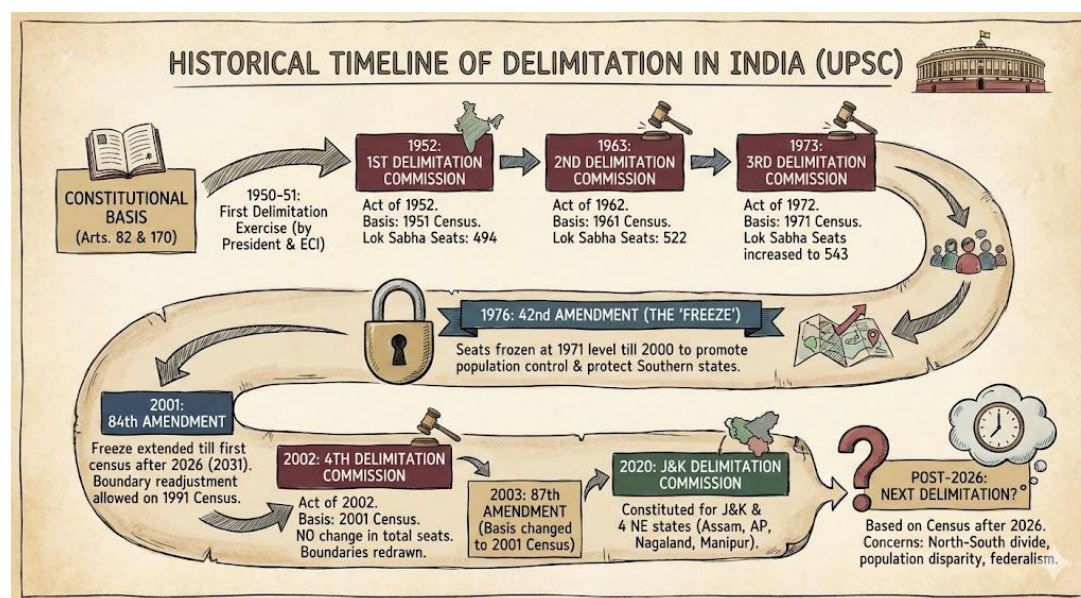 HISTORICAL TIMELINE OF DELIMITATION IN INDIA (UPSC)
CONSTITUTIONAL
BASIS
(Arts. 82 & 170)
1950-51:
First Delimitation
Exercise (by
President & ECI)
1952:
1ST DELIMITATION
COMMISSION
Act of 1952.
Basis: 1951 Census.
Lok Sabha Seats: 494
1963:
2ND DELIMITATION
COMMISSION
Act of 1962.
Basis: 1961 Census.
Lok Sabha Seats: 522
1973:
3RD DELIMITATION
COMMISSION
Act of 1972.
Basis: 1971 Census.
Lok Sabha Seats
increased to 543
1976: 42nd AMENDMENT (THE 'FREEZE')
Seats frozen at 1971 level till 2000 to promote
population control & protect Southern states.
2001:
84th AMENDMENT
Freeze extended till first
census after 2026 (2031).
Boundary readjustment
allowed on 1991 Census.
2002: 4TH DELIMITATION
COMMISSION
Act of 2002.
Basis: 2001 Census.
NO change in total seats.
Boundaries redrawn.
2003: 87th
AMENDMENT
(Basis changed
to 2001 Census)
2020: J&K DELIMITATION
COMMISSION
Constituted for J&K &
4 NE states (Assam, AP,
Nagaland, Manipur).
POST-2026:
NEXT DELIMITATION?
Based on Census after 2026.
Concerns: North-South divide,
population disparity, federalism.